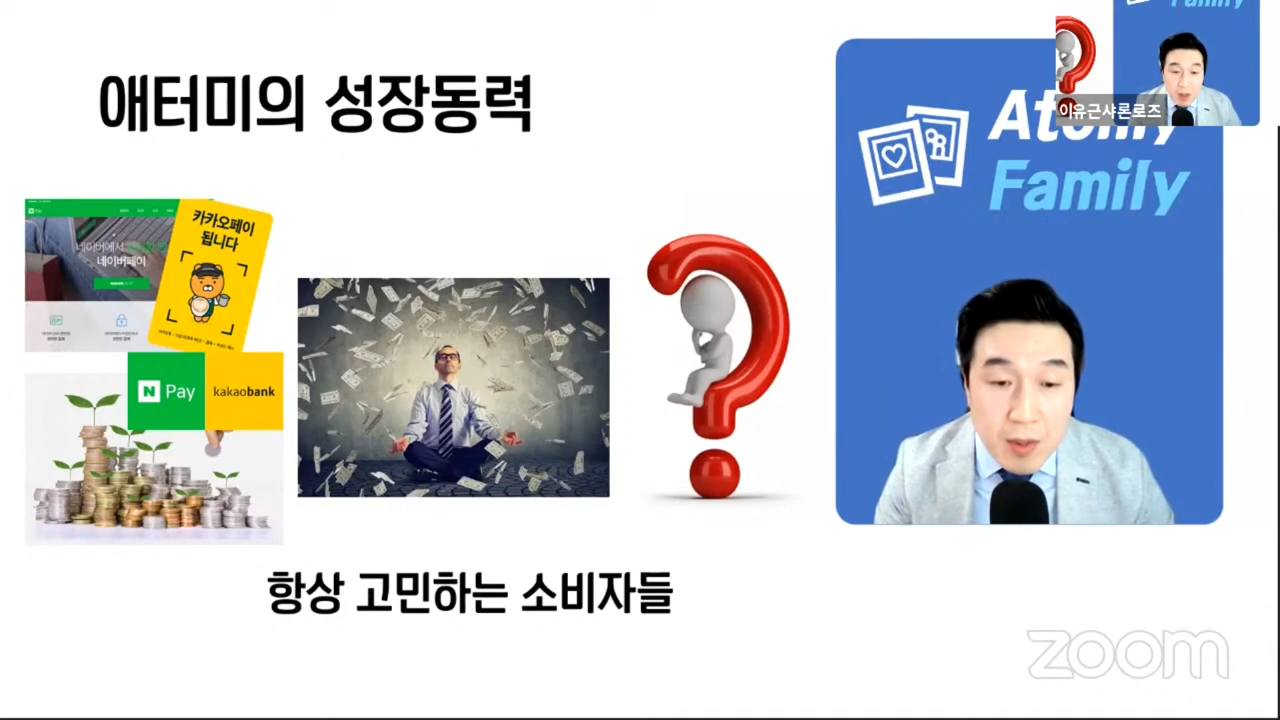 애터미의 성장동력
Family
이유근샤론로즈
Atomy
Family
N Pay
네이버에서
네이버페이
카카오페이
됩니다
N Pay
kakaobank
항상 고민하는 소비자들
zoom